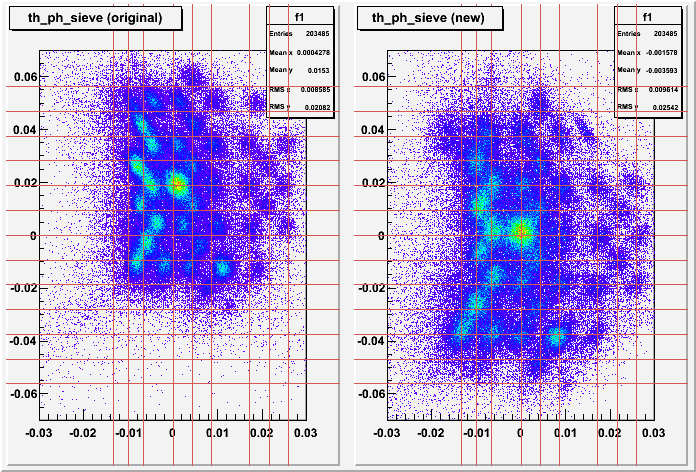 th_ph_sieve (original)
f1
Entries 203485
Mean x 0.0004278
Mean y 0.0153
RMS x 0.008585
RMS y 0.02082
0.06
0.04
0.02
0
-0.02
-0.04
-0.06
-0.03 -0.02 -0.01 0 0.01 0.02 0.03
th_ph_sieve (new)
f1
Entries 203485
Mean x -0.001578
Mean y -0.003593
RMS x 0.009614
RMS y 0.02542
0.06
0.04
0.02
0
-0.02
-0.04
-0.06
-0.03 -0.02 -0.01 0 0.01 0.02 0.03